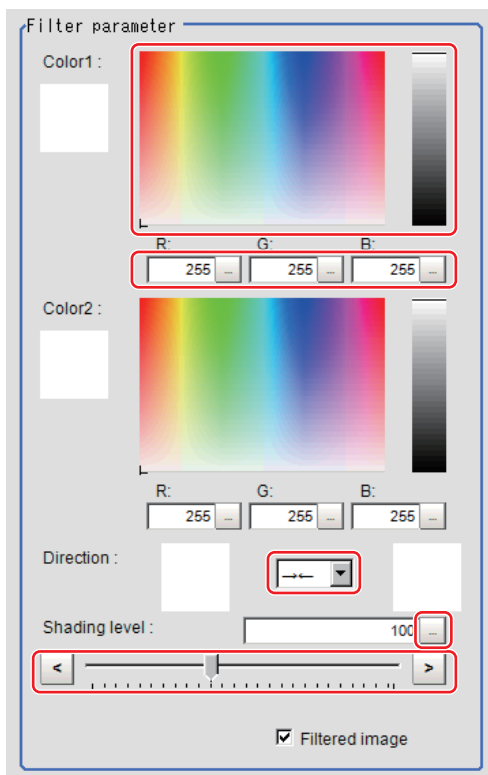 Filter parameter
Color1 :
R: G: B:
255 ... 255 ... 255 ...
Color2 :
R: G: B:
255 ... 255 ... 255 ...
Direction :
→←
Shading level :
100 ...
< >
Filtered image